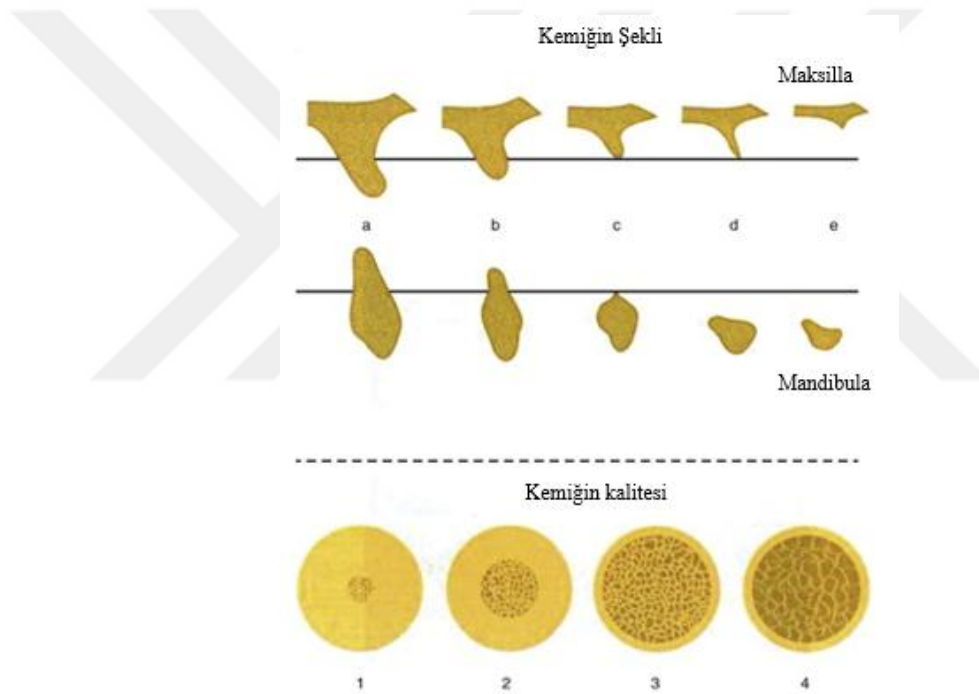 Kemiğin Şekli
Maksilla
a b c d e
Mandibula
Kemiğin kalitesi
1 2 3 4